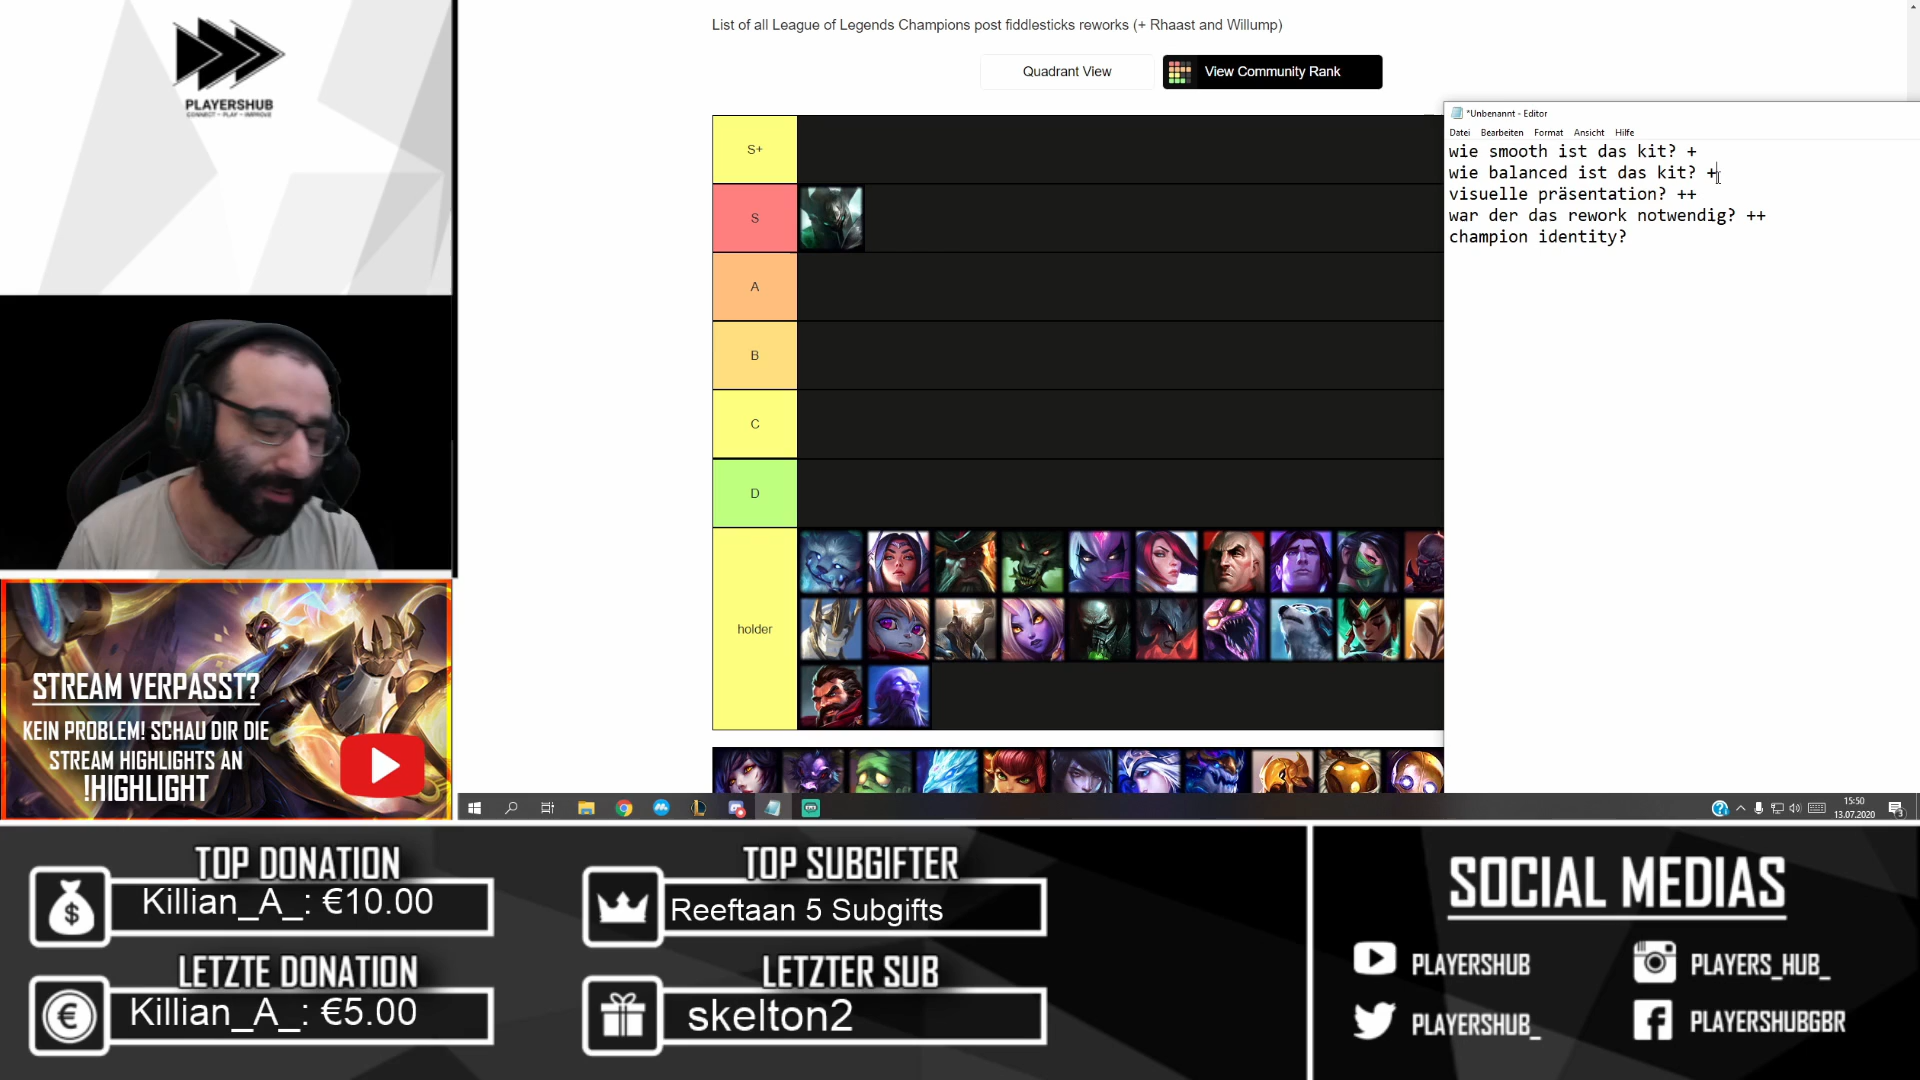 PLAYERSHUB
CONNECT - PLAY - IMPROVE
List of all League of Legends Champions post fiddlesticks reworks (+ Rhaast and Willump)
Quadrant View
View Community Rank
S+
S
A
B
C
D
holder
*Unbenannt - Editor
Datei Bearbeiten Format Ansicht Hilfe
wie smooth ist das kit? +
wie balanced ist das kit? +
visuelle präsentation? ++
war der das rework notwendig? ++
champion identity?
STREAM VERPASST?
KEIN PROBLEM! SCHAU DIR DIE
STREAM HIGHLIGHTS AN
!HIGHLIGHT
15:50
13.07.2020
3
TOP DONATION
Killian_A_: €10.00
LETZTE DONATION
Killian_A_: €5.00
TOP SUBGIFTER
Reeftaan 5 Subgifts
LETZTER SUB
skelton2
SOCIAL MEDIAS
PLAYERSHUB
PLAYERS_HUB_
PLAYERSHUB_
PLAYERSHUBGBR